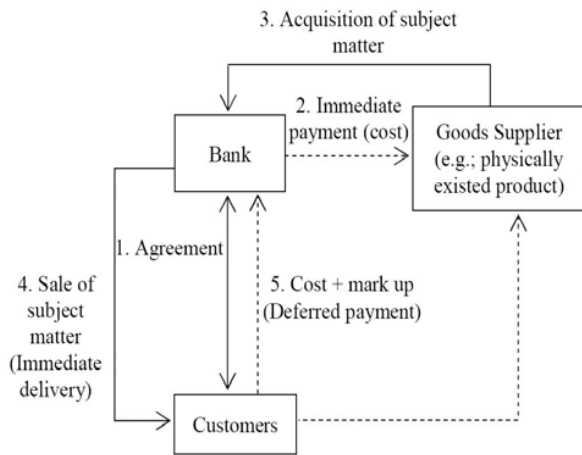 3. Acquisition of subject
matter
2. Immediate
payment (cost)
Bank
Goods Supplier
(e.g.; physically
existed product)
1. Agreement
4. Sale of
subject
matter
(Immediate
delivery)
5. Cost + mark up
(Deferred payment)
Customers